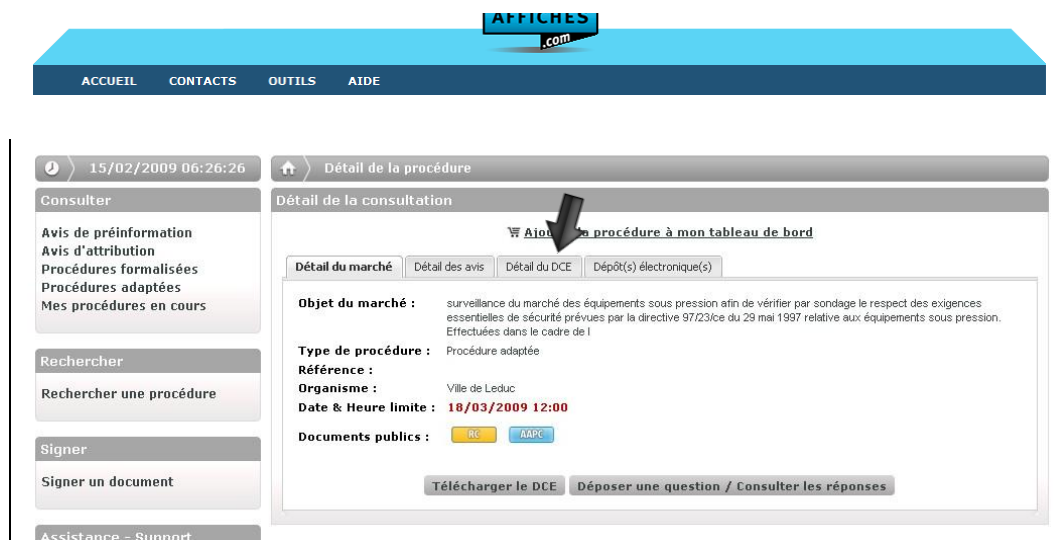 AFFICHES
.com
ACCUEIL CONTACTS OUTILS AIDE
15/02/2009 06:26:26
Détail de la procédure
Consulter
Avis de préinformation
Avis d'attribution
Procédures formalisées
Procédures adaptées
Mes procédures en cours
Rechercher
Rechercher une procédure
Signer
Signer un document
Assistance - Support
Détail de la consultation
la procédure à mon tableau de bord
Détail du marché Détail des avis Détail du DCE Dépôt(s) électronique(s)
Objet du marché : surveillance du marché des équipements sous pression afin de vérifier par sondage le respect des exigences
essentielles de sécurité prévues par la directive 97/23/ce du 29 mai 1997 relative aux équipements sous pression.
Effectuées dans le cadre de l
Type de procédure : Procédure adaptée
Référence :
Organisme : Ville de Leduc
Date & Heure limite : 18/03/2009 12:00
Documents publics : RC AAPC
Télécharger le DCE Déposer une question / Consulter les réponses